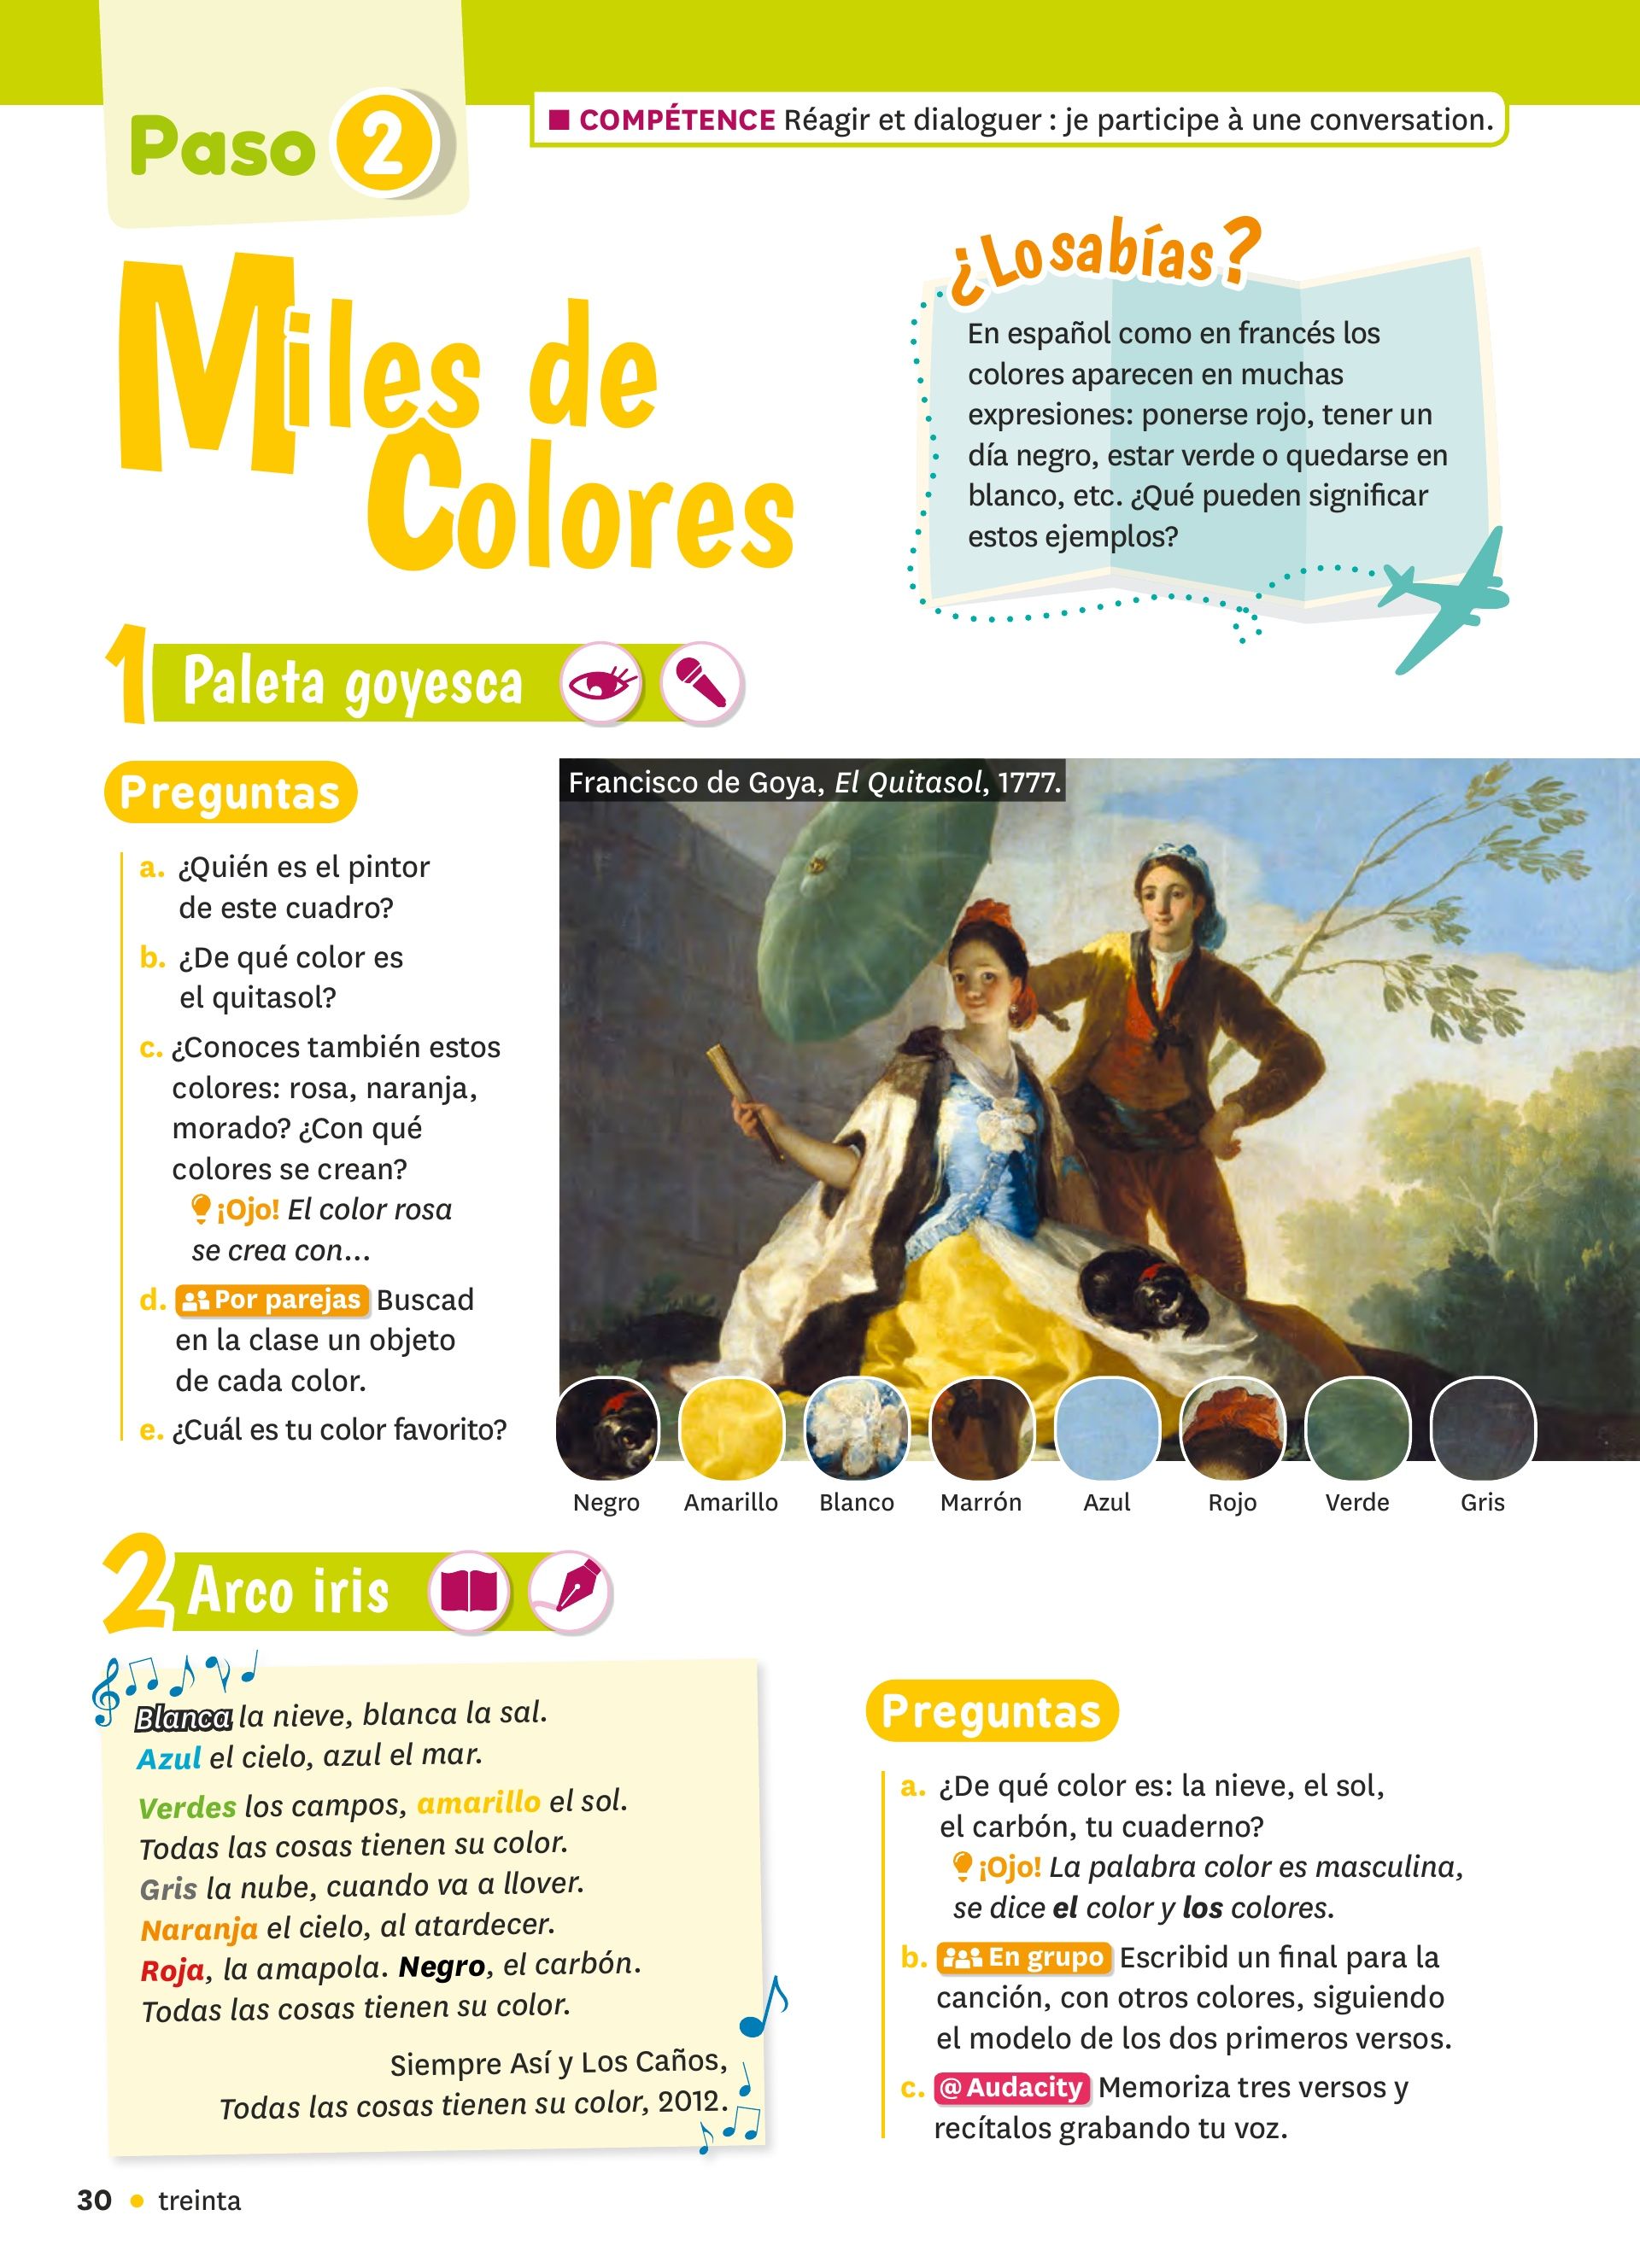 Paso 2
■ COMPÉTENCE Réagir et dialoguer : je participe à une conversation.
Miles de
Colores
¿Lo sabías?
En español como en francés los
colores aparecen en muchas
expresiones: ponerse rojo, tener un
día negro, estar verde o quedarse en
blanco, etc. ¿Qué pueden significar
estos ejemplos?
1 Paleta goyesca
Preguntas
a. ¿Quién es el pintor
de este cuadro?
b. ¿De qué color es
el quitasol?
c. ¿Conoces también estos
colores: rosa, naranja,
morado? ¿Con qué
colores se crean?
¡Ojo! El color rosa
se crea con...
d. Por parejas Buscad
en la clase un objeto
de cada color.
e. ¿Cuál es tu color favorito?
Francisco de Goya, El Quitasol, 1777.
Negro Amarillo Blanco Marrón Azul Rojo Verde Gris
2 Arco iris
Blanca la nieve, blanca la sal.
Azul el cielo, azul el mar.
Verdes los campos, amarillo el sol.
Todas las cosas tienen su color.
Gris la nube, cuando va a llover.
Naranja el cielo, al atardecer.
Roja, la amapola. Negro, el carbón.
Todas las cosas tienen su color.
Siempre Así y Los Caños,
Todas las cosas tienen su color, 2012.
Preguntas
a. ¿De qué color es: la nieve, el sol,
el carbón, tu cuaderno?
¡Ojo! La palabra color es masculina,
se dice el color y los colores.
b. En grupo Escribid un final para la
canción, con otros colores, siguiendo
el modelo de los dos primeros versos.
c. @ Audacity Memoriza tres versos y
recítalos grabando tu voz.
30 • treinta